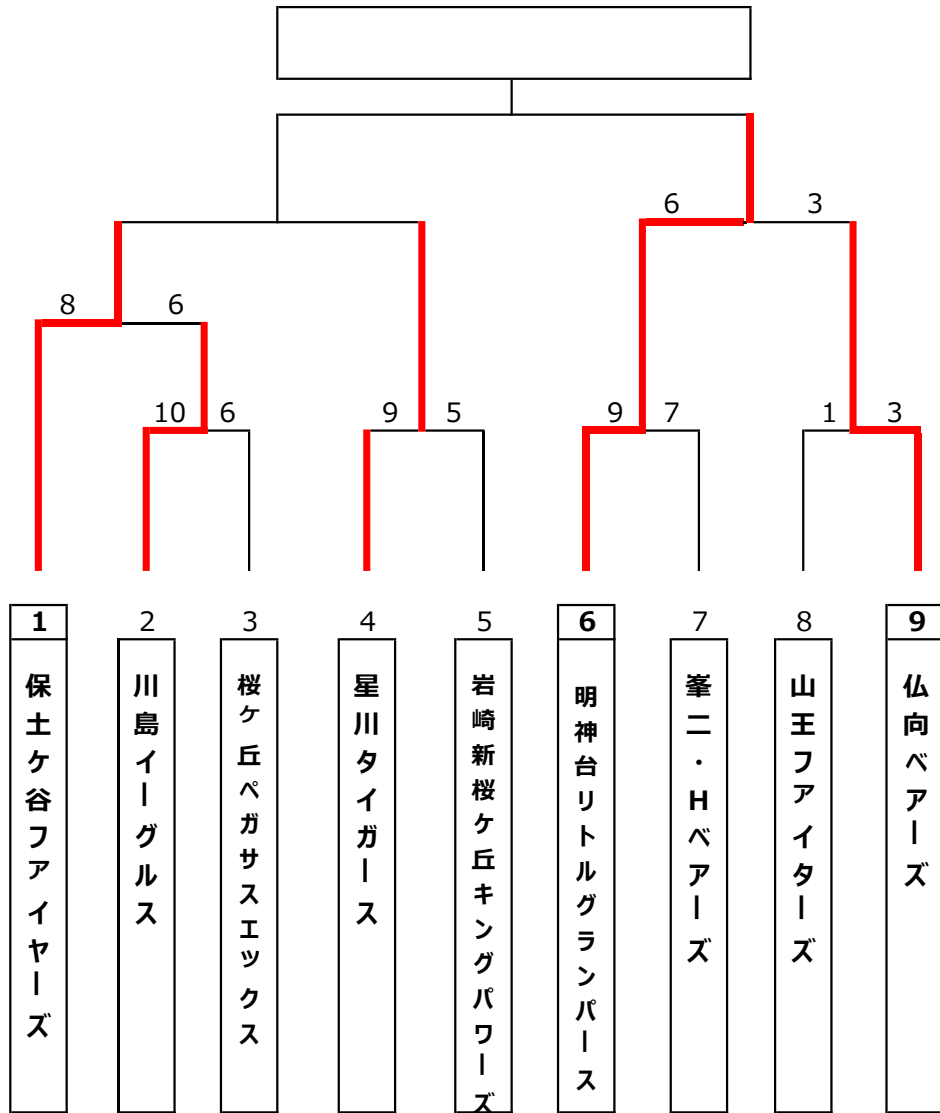 6 3
8 6
10 6 9 5 9 7 1 3
1 2 3 4 5 6 7 8 9
保土ケ谷ファイヤーズ
川島イーグルス
桜ケ丘ペガサスエックス
星川タイガース
岩崎新桜ケ丘キングパワーズ
明神台リトルグランパース
峯二・Hベアーズ
山王ファイターズ
仏向ベアーズ